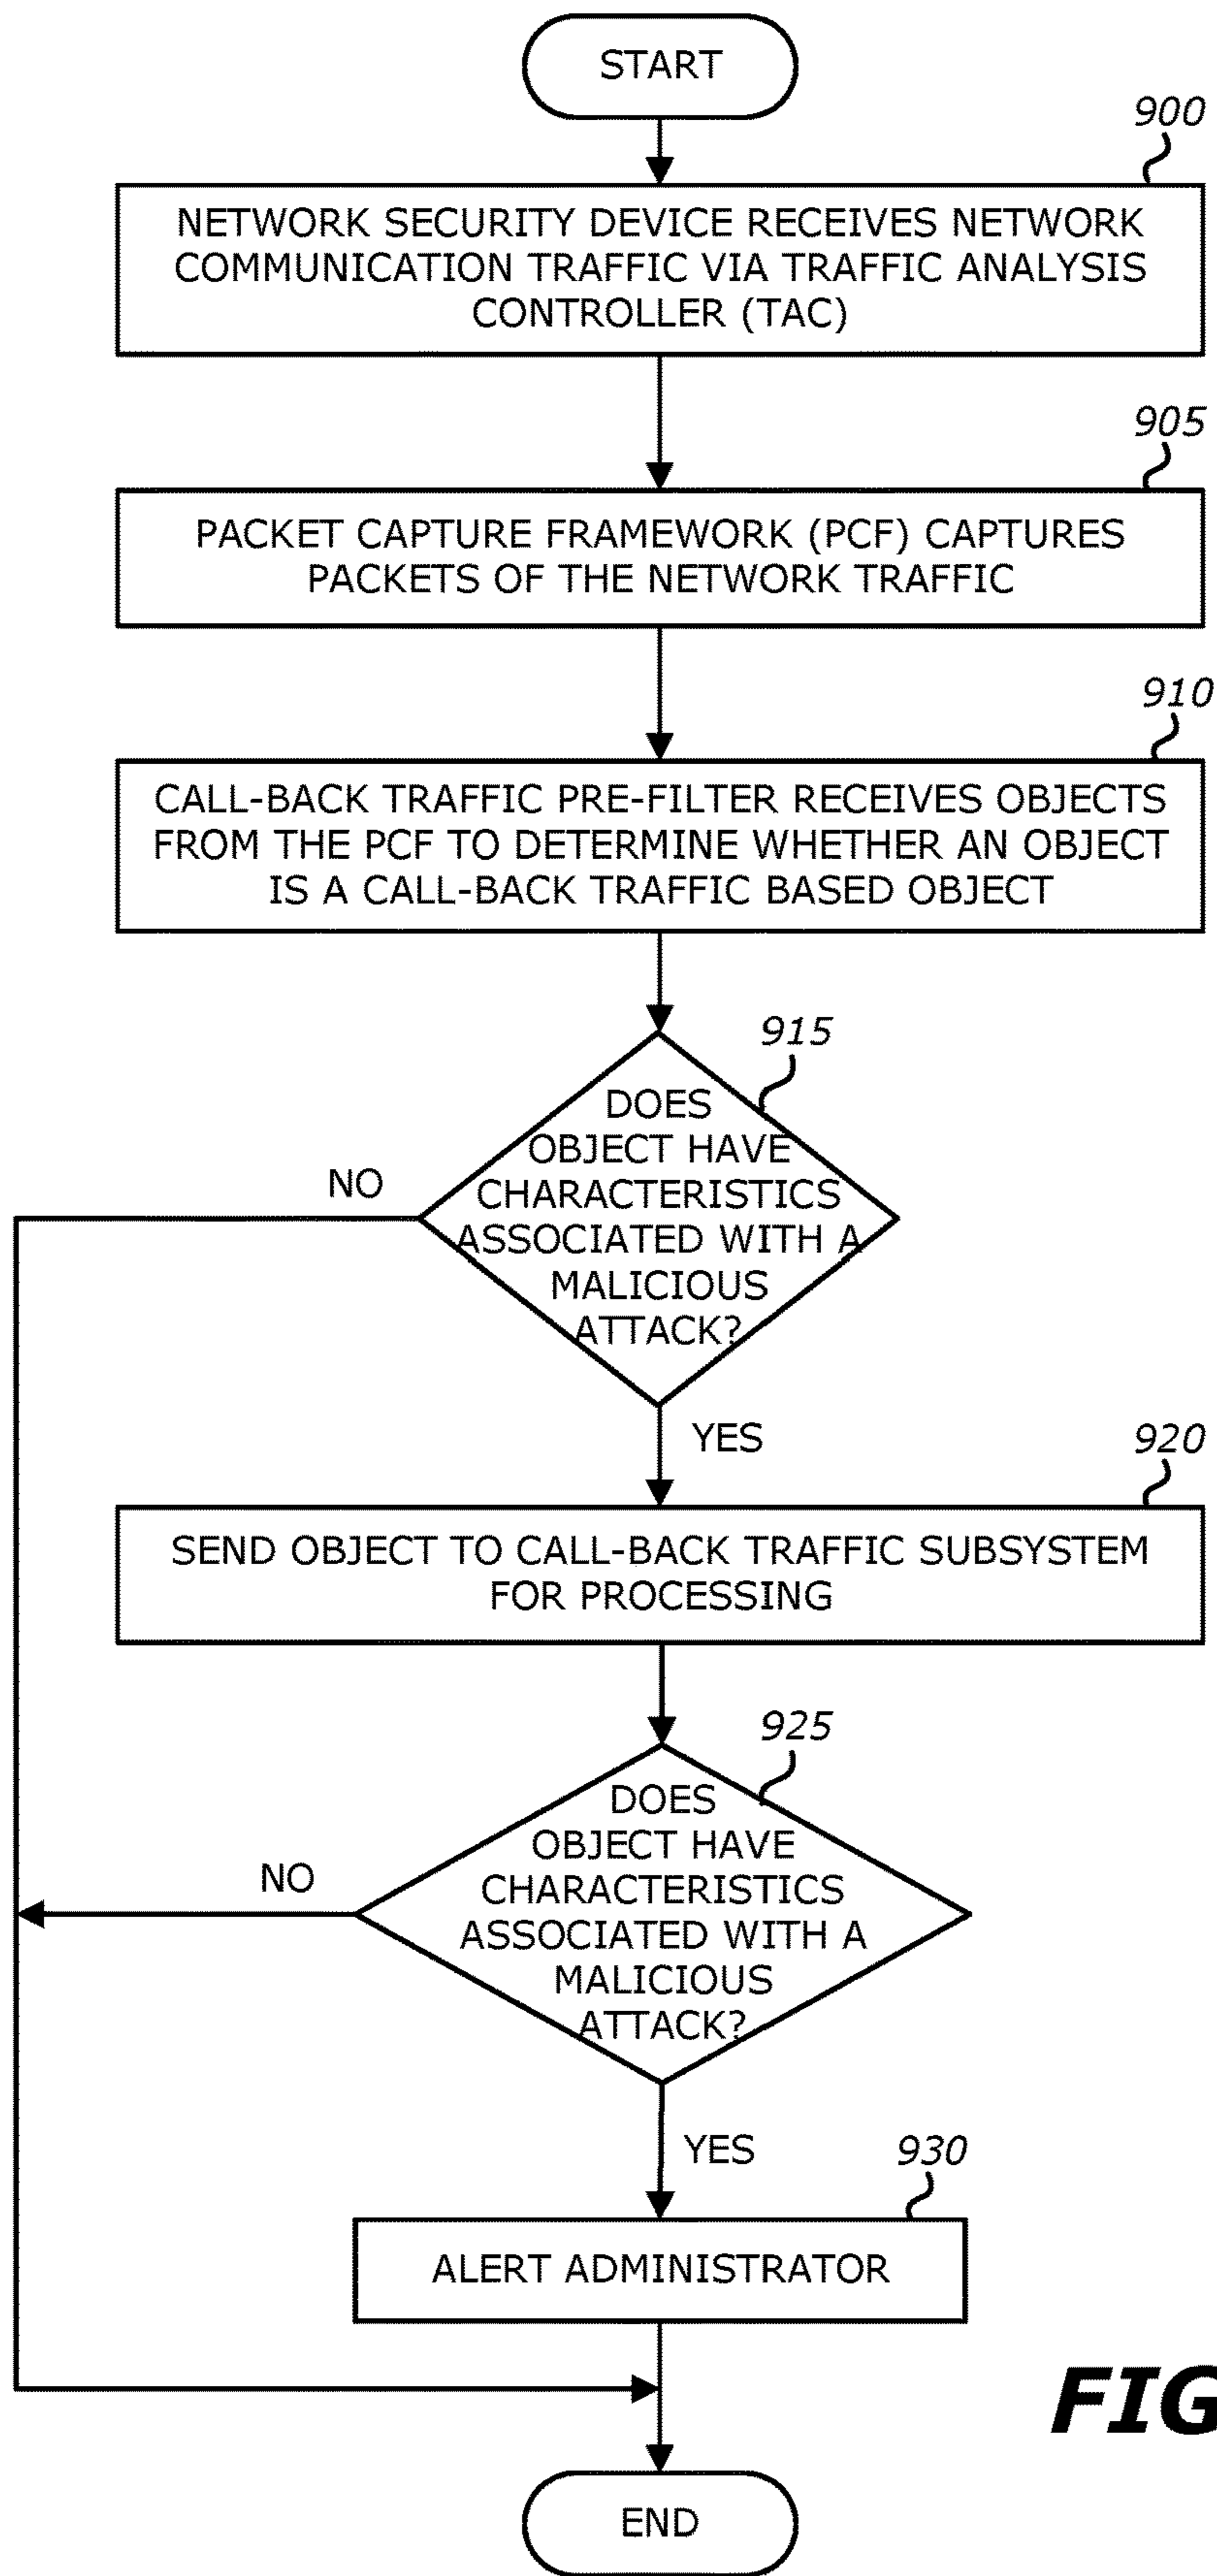 START
900
NETWORK SECURITY DEVICE RECEIVES NETWORK
COMMUNICATION TRAFFIC VIA TRAFFIC ANALYSIS
CONTROLLER (TAC)
905
PACKET CAPTURE FRAMEWORK (PCF) CAPTURES
PACKETS OF THE NETWORK TRAFFIC
910
CALL-BACK TRAFFIC PRE-FILTER RECEIVES OBJECTS
FROM THE PCF TO DETERMINE WHETHER AN OBJECT
IS A CALL-BACK TRAFFIC BASED OBJECT
915
DOES
OBJECT HAVE
CHARACTERISTICS
ASSOCIATED WITH A
MALICIOUS
ATTACK?
NO
YES
920
SEND OBJECT TO CALL-BACK TRAFFIC SUBSYSTEM
FOR PROCESSING
925
DOES
OBJECT HAVE
CHARACTERISTICS
ASSOCIATED WITH A
MALICIOUS
ATTACK?
NO
YES
930
ALERT ADMINISTRATOR
FIG
END